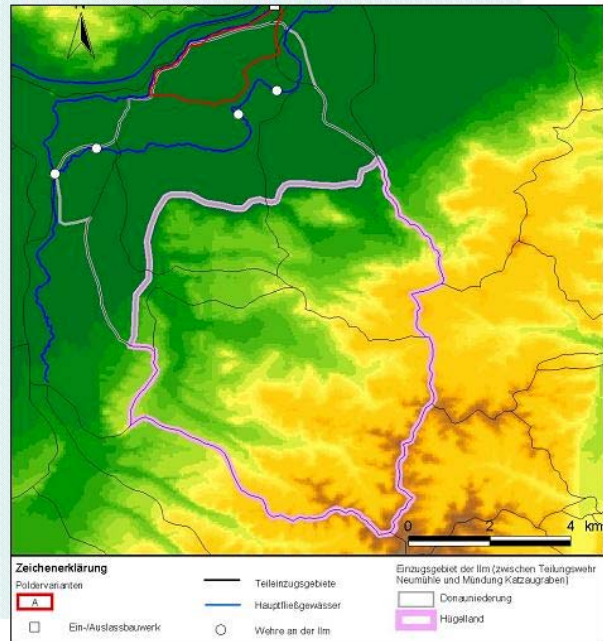 N
0 2 4 km
Zeichenerklärung
Poldervarianten
A
Ein-/Auslassbauwerk
Teileinzugsgebiete
Hauptfließgewässer
Wehre an der Ilm
Einzugsgebiet der Ilm (zwischen Teilungswehr
Neumühle und Mündung Katzaugraben)
Donauniederung
Hügelland